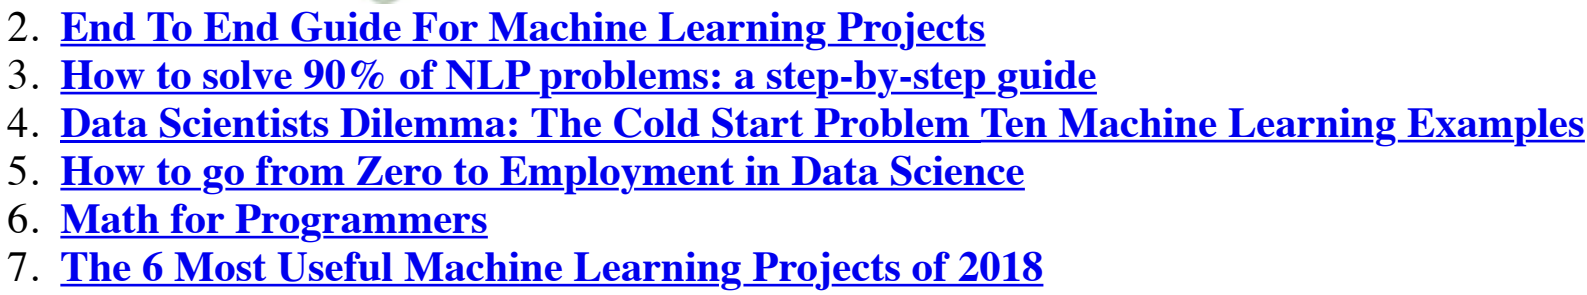 2. End To End Guide For Machine Learning Projects
3. How to solve 90% of NLP problems: a step-by-step guide
4. Data Scientists Dilemma: The Cold Start Problem Ten Machine Learning Examples
5. How to go from Zero to Employment in Data Science
6. Math for Programmers
7. The 6 Most Useful Machine Learning Projects of 2018